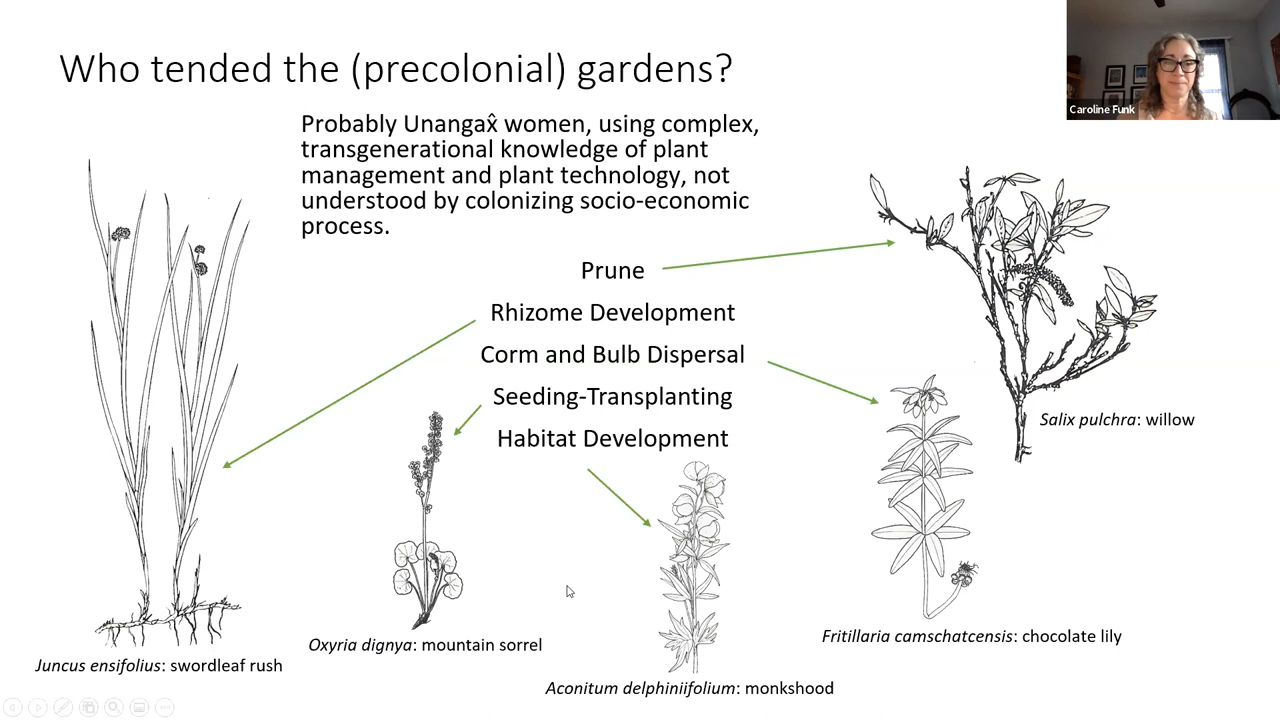 Who tended the (precolonial) gardens?
Caroline Funk
Probably Unangax̂ women, using complex,
transgenerational knowledge of plant
management and plant technology, not
understood by colonizing socio-economic
process.
Prune
Rhizome Development
Corm and Bulb Dispersal
Seeding-Transplanting
Habitat Development
Salix pulchra: willow
Fritillaria camschatcensis: chocolate lily
Oxyria dignya: mountain sorrel
Juncus ensifolius: swordleaf rush
Aconitum delphiniifolium: monkshood